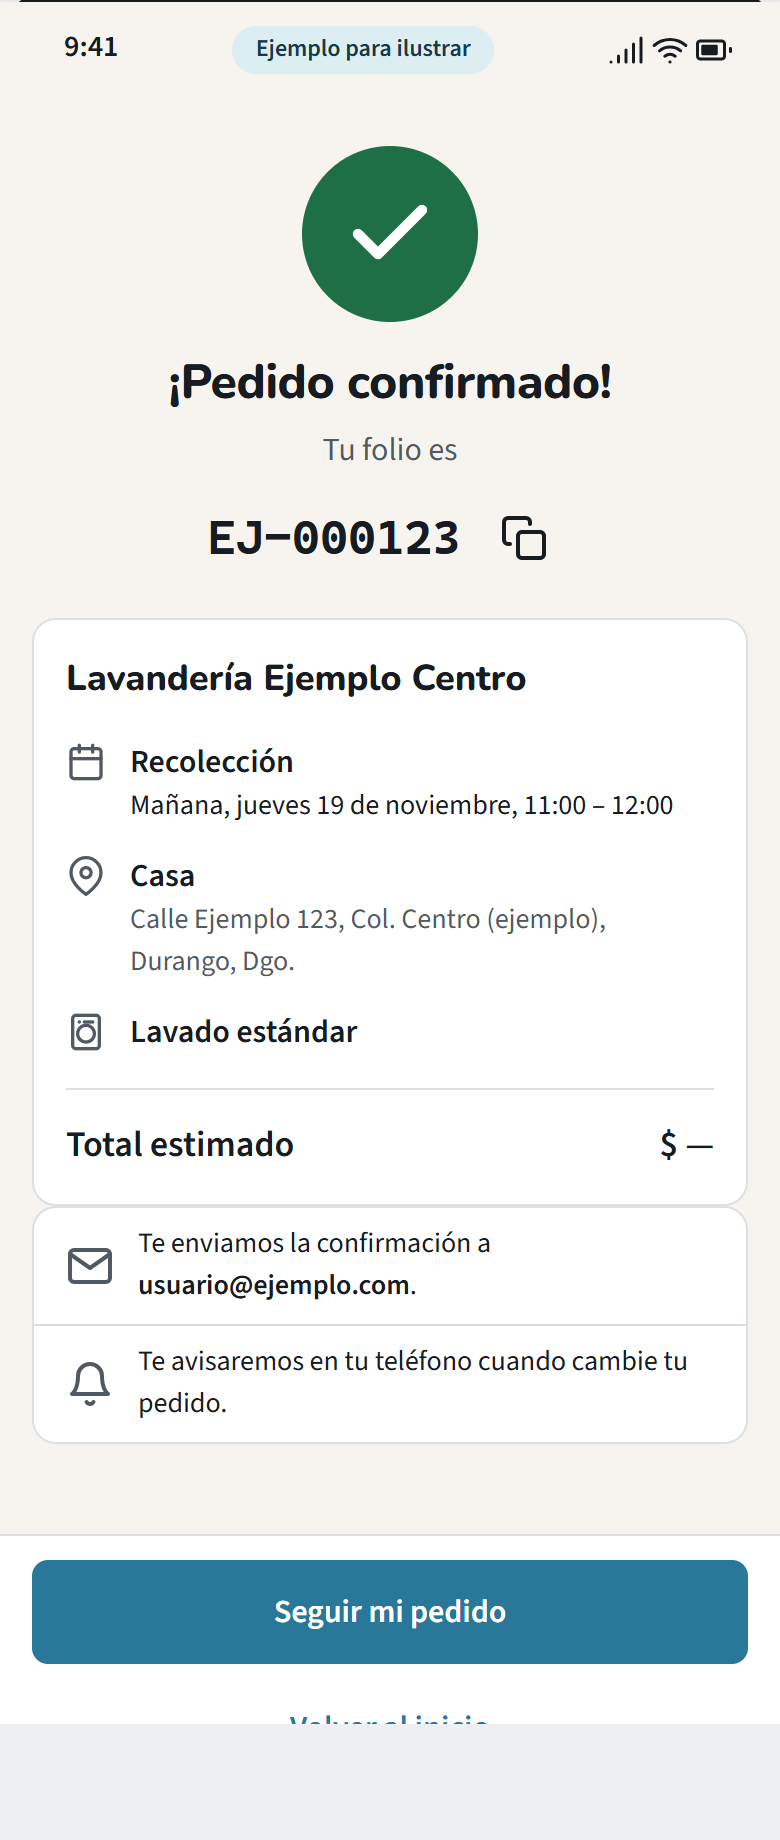 9:41
Ejemplo para ilustrar
¡Pedido confirmado!
Tu folio es
EJ-000123
Lavandería Ejemplo Centro
Recolección
Mañana, jueves 19 de noviembre, 11:00 – 12:00
Casa
Calle Ejemplo 123, Col. Centro (ejemplo),
Durango, Dgo.
Lavado estándar
Total estimado
$ —
Te enviamos la confirmación a
usuario@ejemplo.com.
Te avisaremos en tu teléfono cuando cambie tu
pedido.
Seguir mi pedido
Volver al inicio